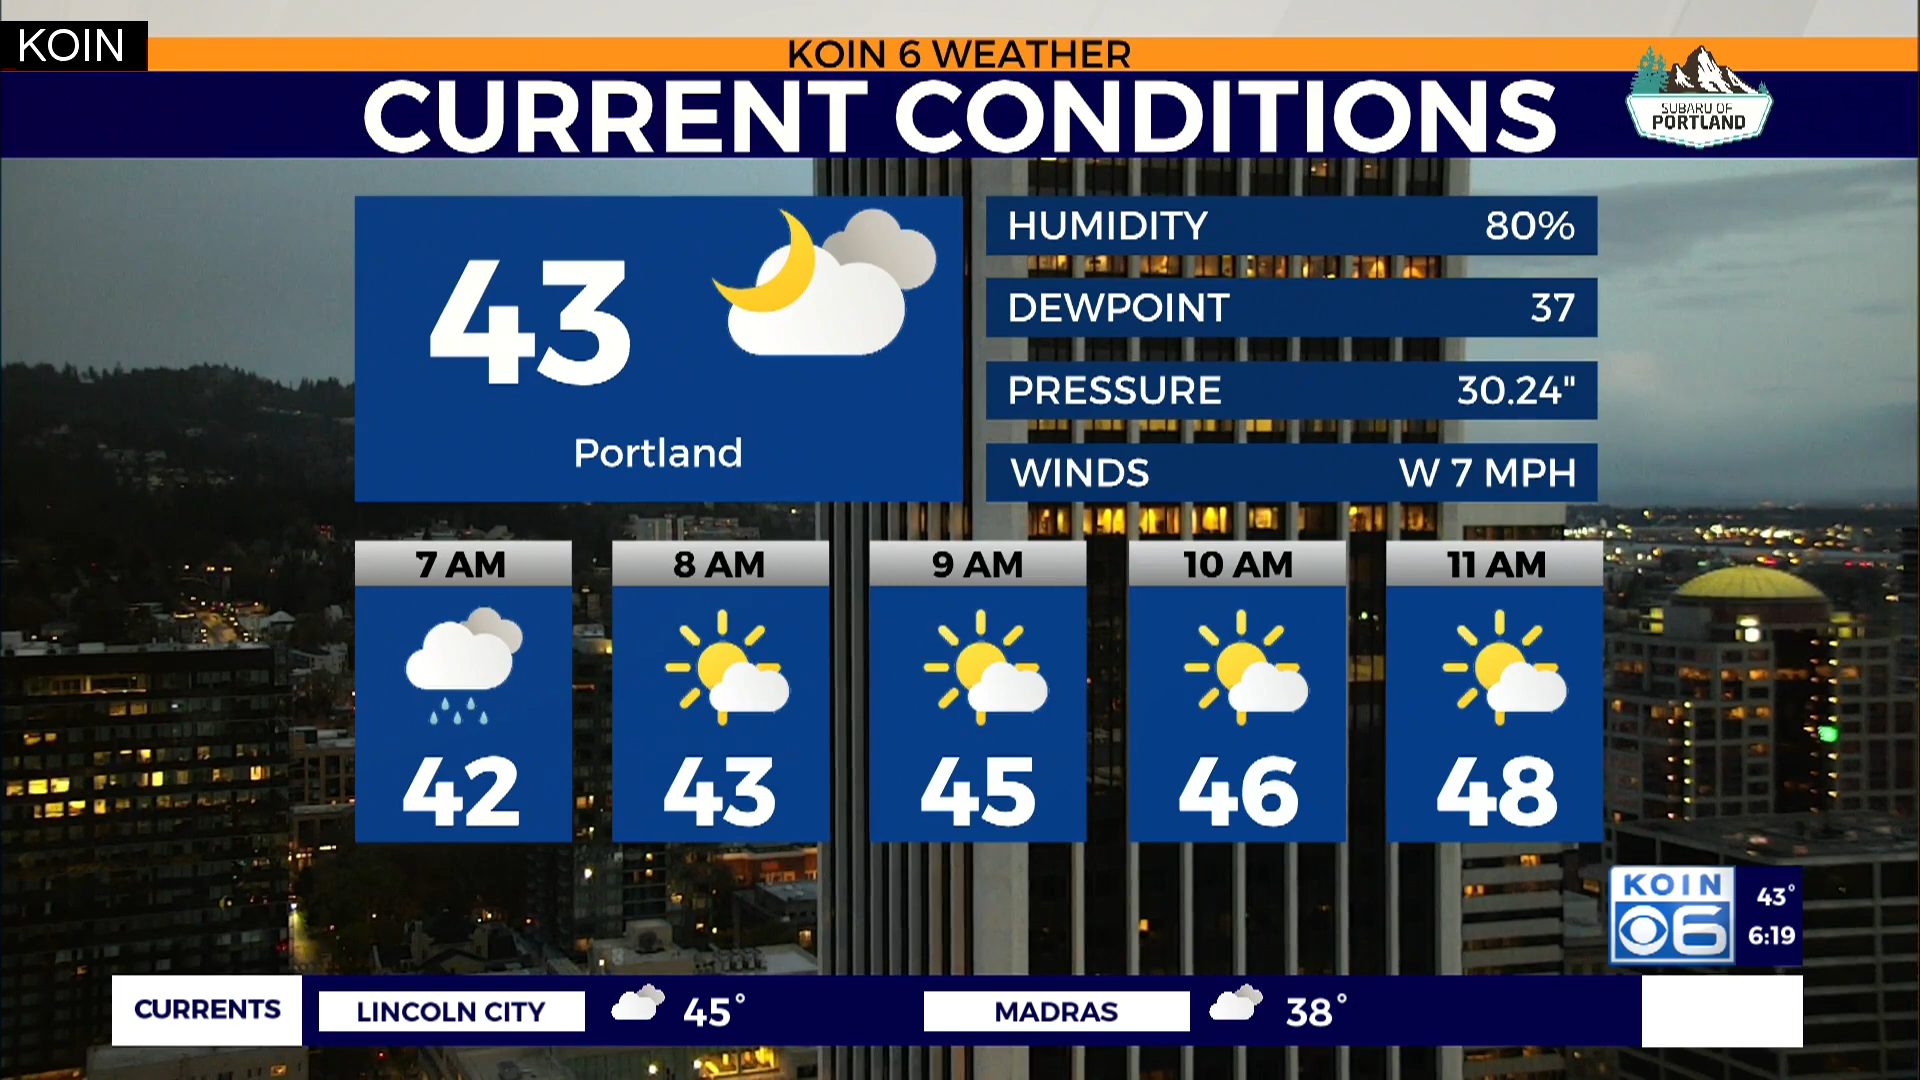 KOIN
KOIN 6 WEATHER
CURRENT CONDITIONS
SUBARU OF
PORTLAND
43
Portland
HUMIDITY 80%
DEWPOINT 37
PRESSURE 30.24"
WINDS W 7 MPH
7 AM 8 AM 9 AM 10 AM 11 AM
42 43 45 46 48
KOIN
6
43°
6:19
CURRENTS LINCOLN CITY 45° MADRAS 38°